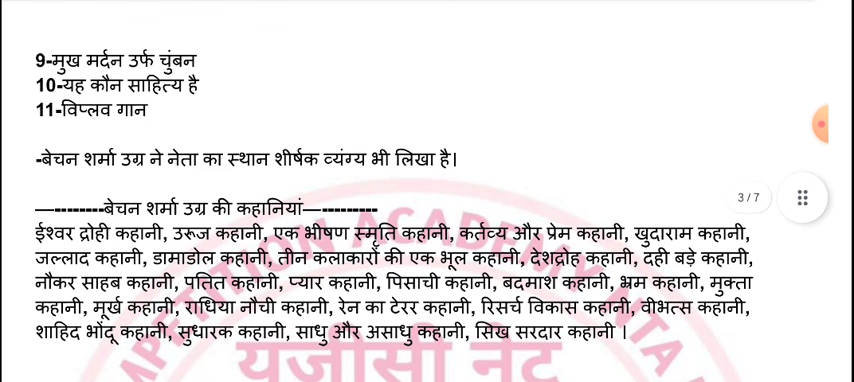 9-मुख मर्दन उर्फ चुंबन
10-यह कौन साहित्य है
11-विप्लव गान
-बेचन शर्मा उग्र ने नेता का स्थान शीर्षक व्यंग्य भी लिखा है।
—--------बेचन शर्मा उग्र की कहानियां—---------
3 / 7
ईश्वर द्रोही कहानी, उरूज कहानी, एक भीषण स्मृति कहानी, कर्तव्य और प्रेम कहानी, खुदाराम कहानी,
जल्लाद कहानी, डामाडोल कहानी, तीन कलाकारों की एक भूल कहानी, देशद्रोह कहानी, दही बड़े कहानी,
नौकर साहब कहानी, पतित कहानी, प्यार कहानी, पिसाची कहानी, बदमाश कहानी, भ्रम कहानी, मुक्ता
कहानी, मूर्ख कहानी, राधिया नौची कहानी, रेन का टेरर कहानी, रिसर्च विकास कहानी, वीभत्स कहानी,
शाहिद भोंदू कहानी, सुधारक कहानी, साधु और असाधु कहानी, सिख सरदार कहानी ।
MPETITION ACADEMY NTA
यूजीसी नेट